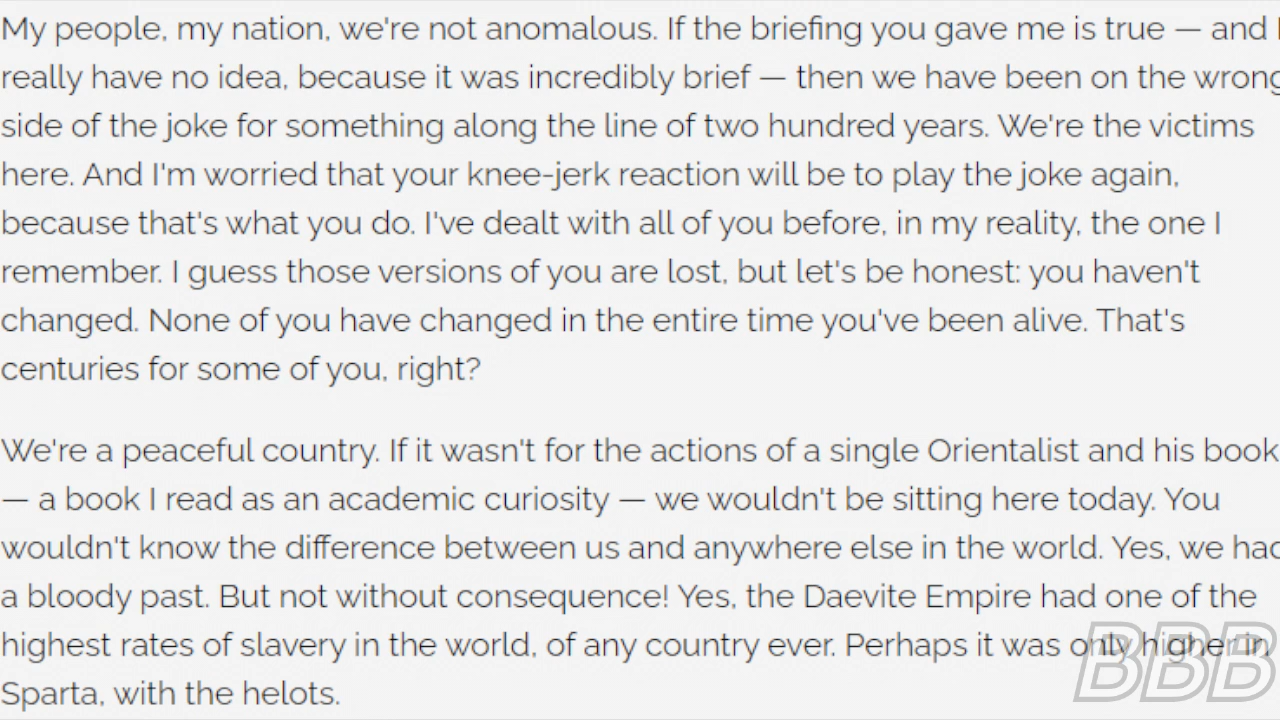 My people, my nation, we're not anomalous. If the briefing you gave me is true — and I
really have no idea, because it was incredibly brief — then we have been on the wrong
side of the joke for something along the line of two hundred years. We're the victims
here. And I'm worried that your knee-jerk reaction will be to play the joke again,
because that's what you do. I've dealt with all of you before, in my reality, the one I
remember. I guess those versions of you are lost, but let's be honest: you haven't
changed. None of you have changed in the entire time you've been alive. That's
centuries for some of you, right?
We're a peaceful country. If it wasn't for the actions of a single Orientalist and his book
— a book I read as an academic curiosity — we wouldn't be sitting here today. You
wouldn't know the difference between us and anywhere else in the world. Yes, we had
a bloody past. But not without consequence! Yes, the Daevite Empire had one of the
highest rates of slavery in the world, of any country ever. Perhaps it was only higher in
Sparta, with the helots.
BBB